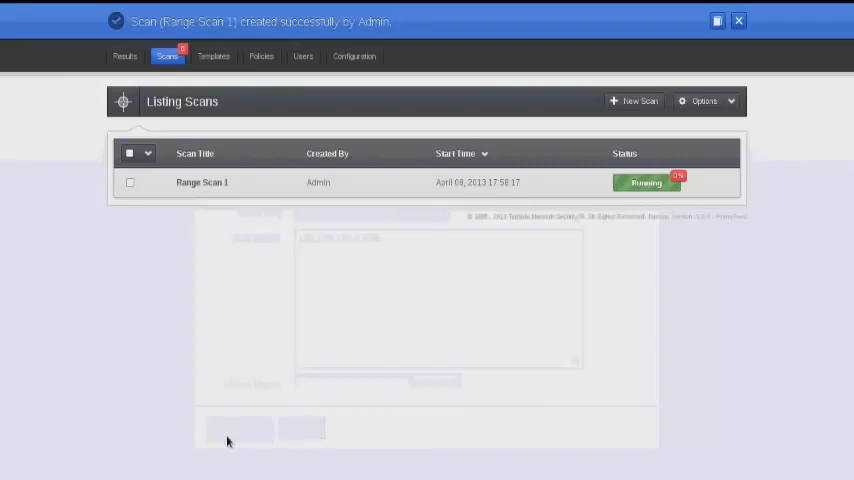 Scan (Range Scan 1) created successfully by Admin.
Results
Scans
0
Templates
Policies
Users
Configuration
Listing Scans
New Scan
Options
Scan Title
Created By
Start Time
Status
Range Scan 1
Admin
April 08, 2013 17:58:17
Running
0%